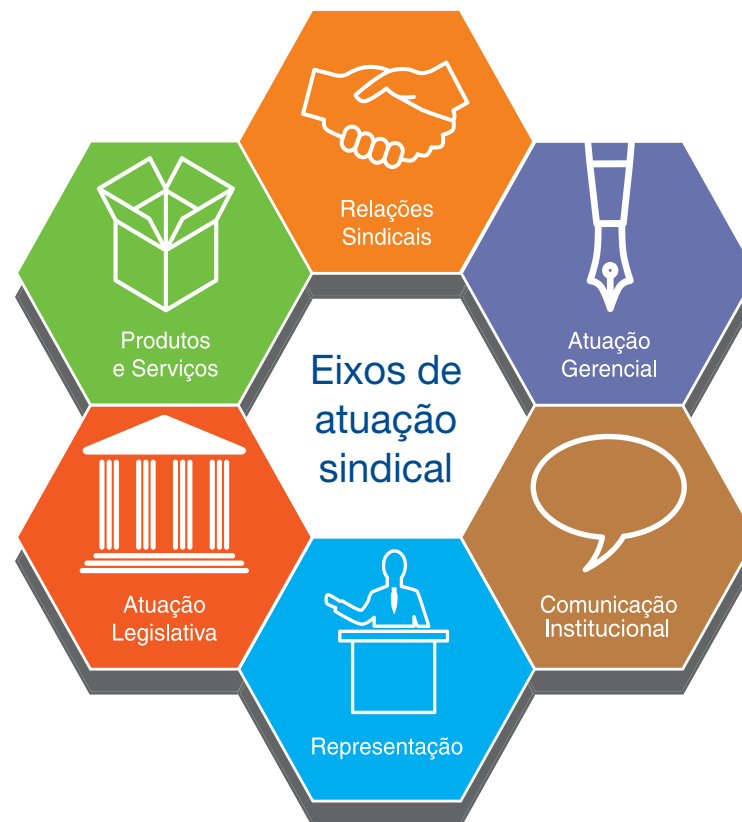 Relações
Sindicais
Produtos
e Serviços
Atuação
Gerencial
Eixos de
atuação
sindical
Atuação
Legislativa
Comunicação
Institucional
Representação